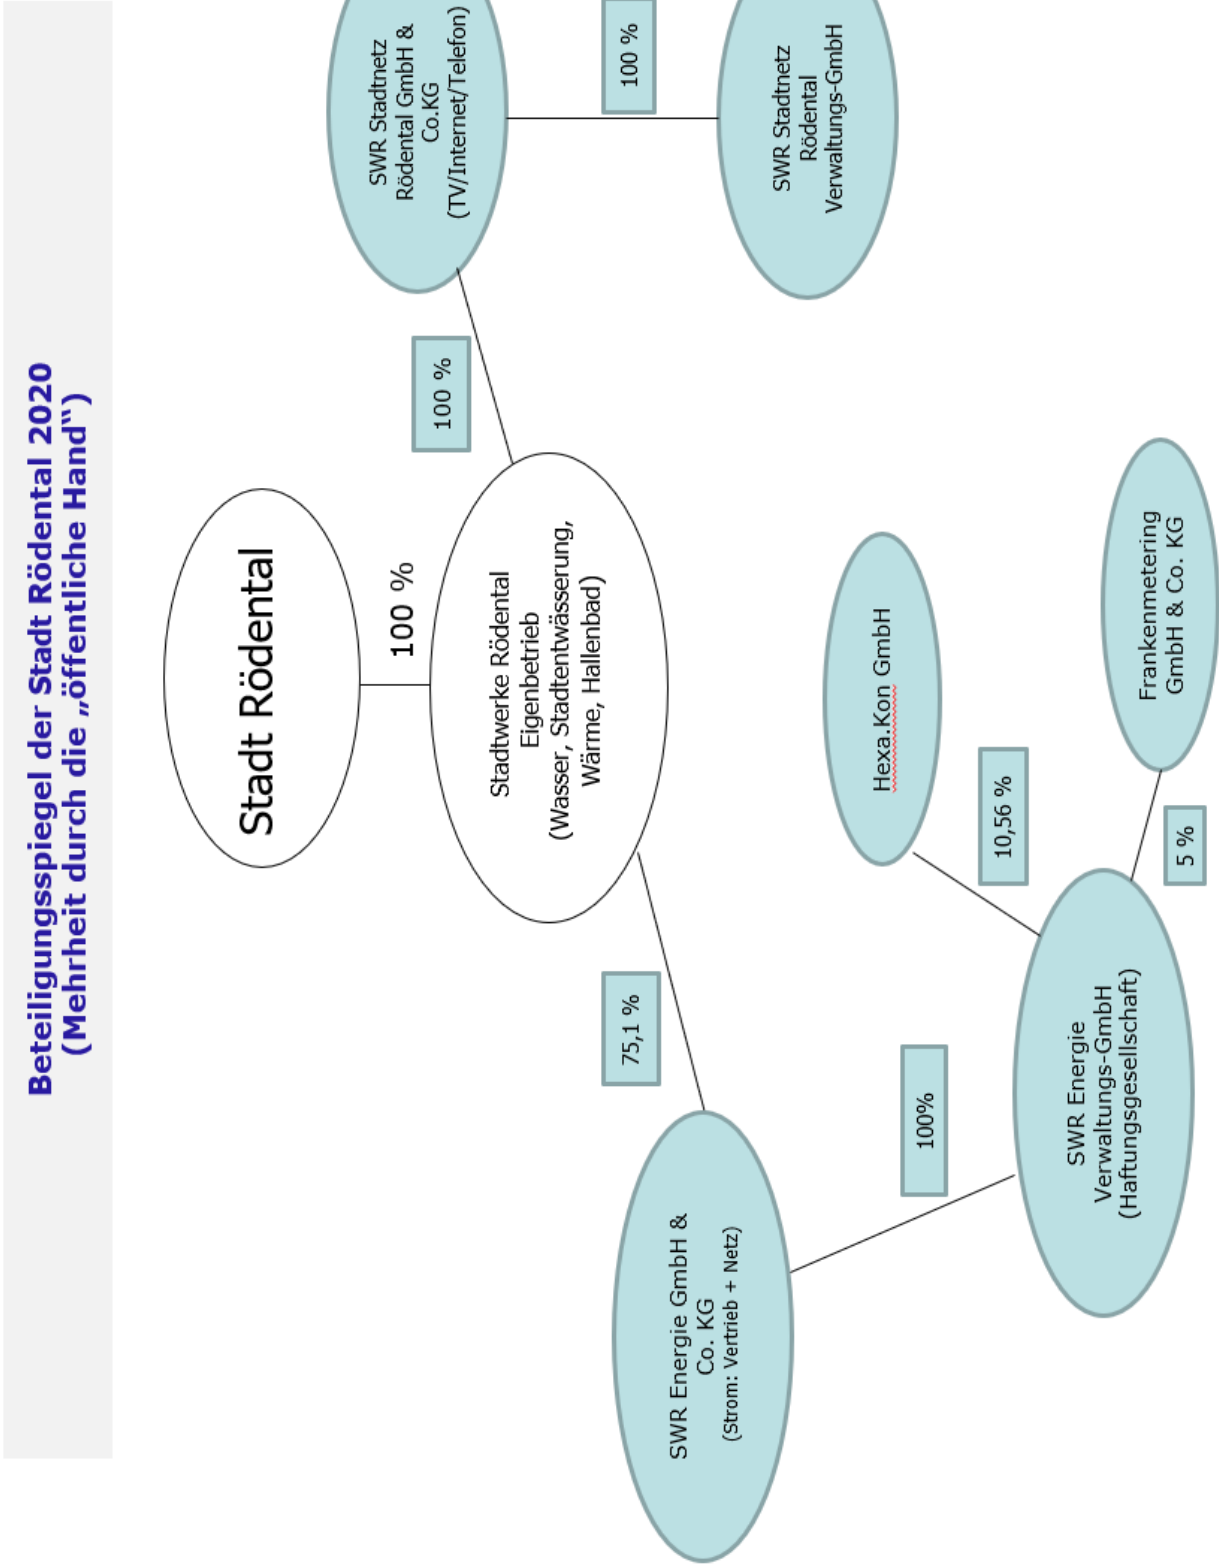 Beteiligungsspiegel der Stadt Rödental 2020
(Mehrheit durch die „öffentliche Hand“)
Stadt Rödental
100 %
Stadtwerke Rödental
Eigenbetrieb
(Wasser, Stadtentwässerung,
Wärme, Hallenbad)
100 %
SWR Stadtnetz
Rödental GmbH &
Co.KG
(TV/Internet/Telefon)
100 %
SWR Stadtnetz
Rödental
Verwaltungs-GmbH
75,1 %
SWR Energie GmbH &
Co. KG
(Strom: Vertrieb + Netz)
100%
SWR Energie
Verwaltungs-GmbH
(Haftungsgesellschaft)
10,56 %
Hexa.Kon GmbH
5 %
Frankenmetering
GmbH & Co. KG